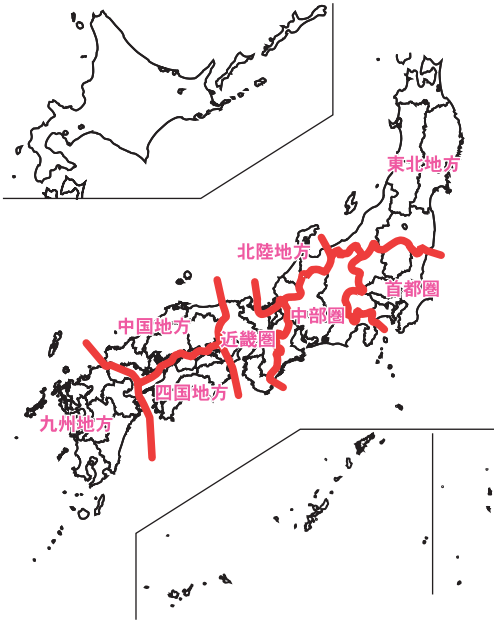 東北地方
北陸地方
首都圏
中部圏
中国地方
近畿圏
四国地方
九州地方